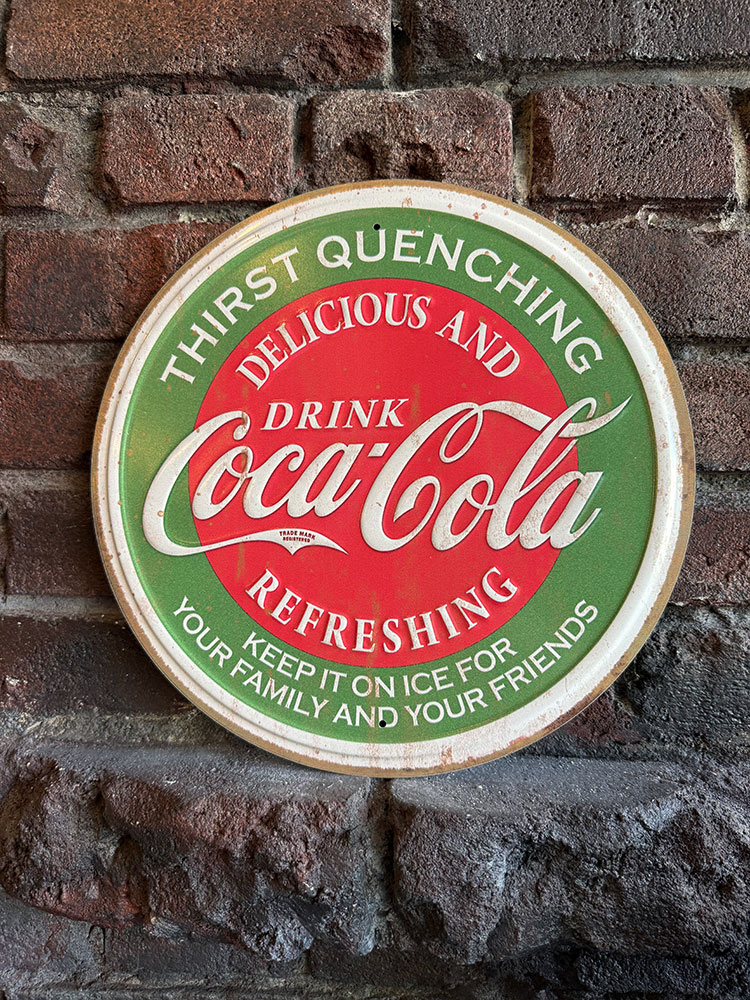 THIRST QUENCHING
DELICIOUS AND
DRINK
Coca-Cola
TRADE MARK
REGISTERED
REFRESHING
KEEP IT ON ICE FOR
YOUR FAMILY AND YOUR FRIENDS